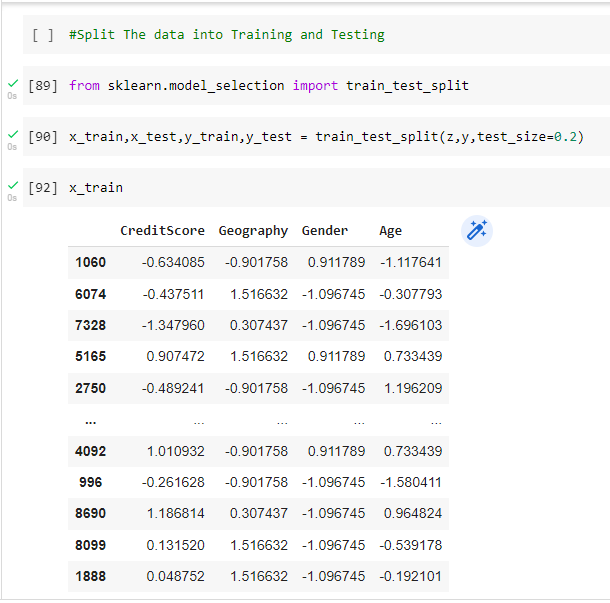 [ ] #Split The data into Training and Testing
0s [89] from sklearn.model_selection import train_test_split
0s [90] x_train,x_test,y_train,y_test = train_test_split(z,y,test_size=0.2)
0s [92] x_train
CreditScore Geography Gender Age
1060 -0.634085 -0.901758 0.911789 -1.117641
6074 -0.437511 1.516632 -1.096745 -0.307793
7328 -1.347960 0.307437 -1.096745 -1.696103
5165 0.907472 1.516632 0.911789 0.733439
2750 -0.489241 -0.901758 -1.096745 1.196209
... ... ... ... ...
4092 1.010932 -0.901758 0.911789 0.733439
996 -0.261628 -0.901758 -1.096745 -1.580411
8690 1.186814 0.307437 -1.096745 0.964824
8099 0.131520 1.516632 -1.096745 -0.539178
1888 0.048752 1.516632 -1.096745 -0.192101